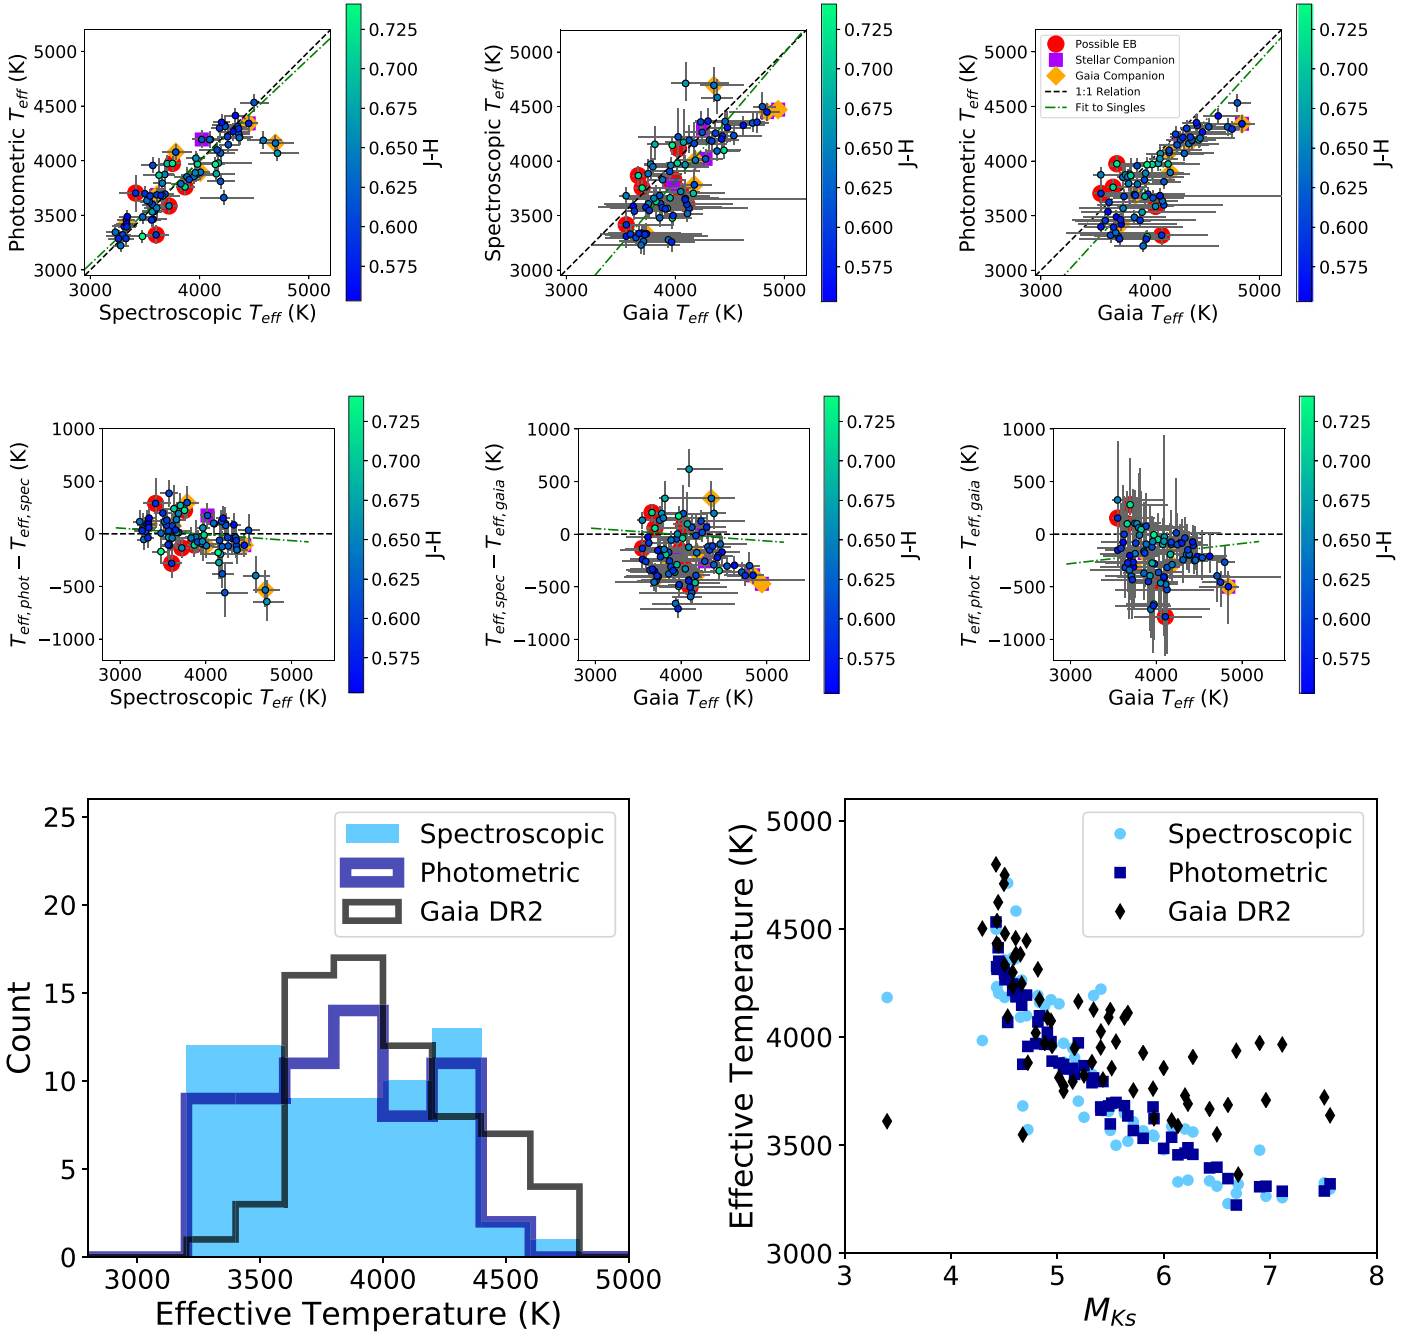 5000
4500
4000
3500
3000
Photometric T_eff (K)
3000 4000 5000
Spectroscopic T_eff (K)
0.725
0.700
0.675
0.650
0.625
0.600
0.575
J-H
5000
4500
4000
3500
3000
Spectroscopic T_eff (K)
3000 4000 5000
Gaia T_eff (K)
0.725
0.700
0.675
0.650
0.625
0.600
0.575
J-H
5000
4500
4000
3500
3000
Photometric T_eff (K)
Possible EB
Stellar Companion
Gaia Companion
1:1 Relation
Fit to Singles
3000 4000 5000
Gaia T_eff (K)
0.725
0.700
0.675
0.650
0.625
0.600
0.575
J-H
1000
500
0
−500
−1000
T_eff,phot − T_eff,spec (K)
3000 4000 5000
Spectroscopic T_eff (K)
0.725
0.700
0.675
0.650
0.625
0.600
0.575
J-H
1000
500
0
−500
−1000
T_eff,spec − T_eff,gaia (K)
3000 4000 5000
Gaia T_eff (K)
0.725
0.700
0.675
0.650
0.625
0.600
0.575
J-H
1000
500
0
−500
−1000
T_eff,phot − T_eff,gaia (K)
3000 4000 5000
Gaia T_eff (K)
0.725
0.700
0.675
0.650
0.625
0.600
0.575
J-H
25
20
15
10
5
0
Count
Spectroscopic
Photometric
Gaia DR2
3000 3500 4000 4500 5000
Effective Temperature (K)
5000
4500
4000
3500
3000
Effective Temperature (K)
Spectroscopic
Photometric
Gaia DR2
3 4 5 6 7 8
M_Ks